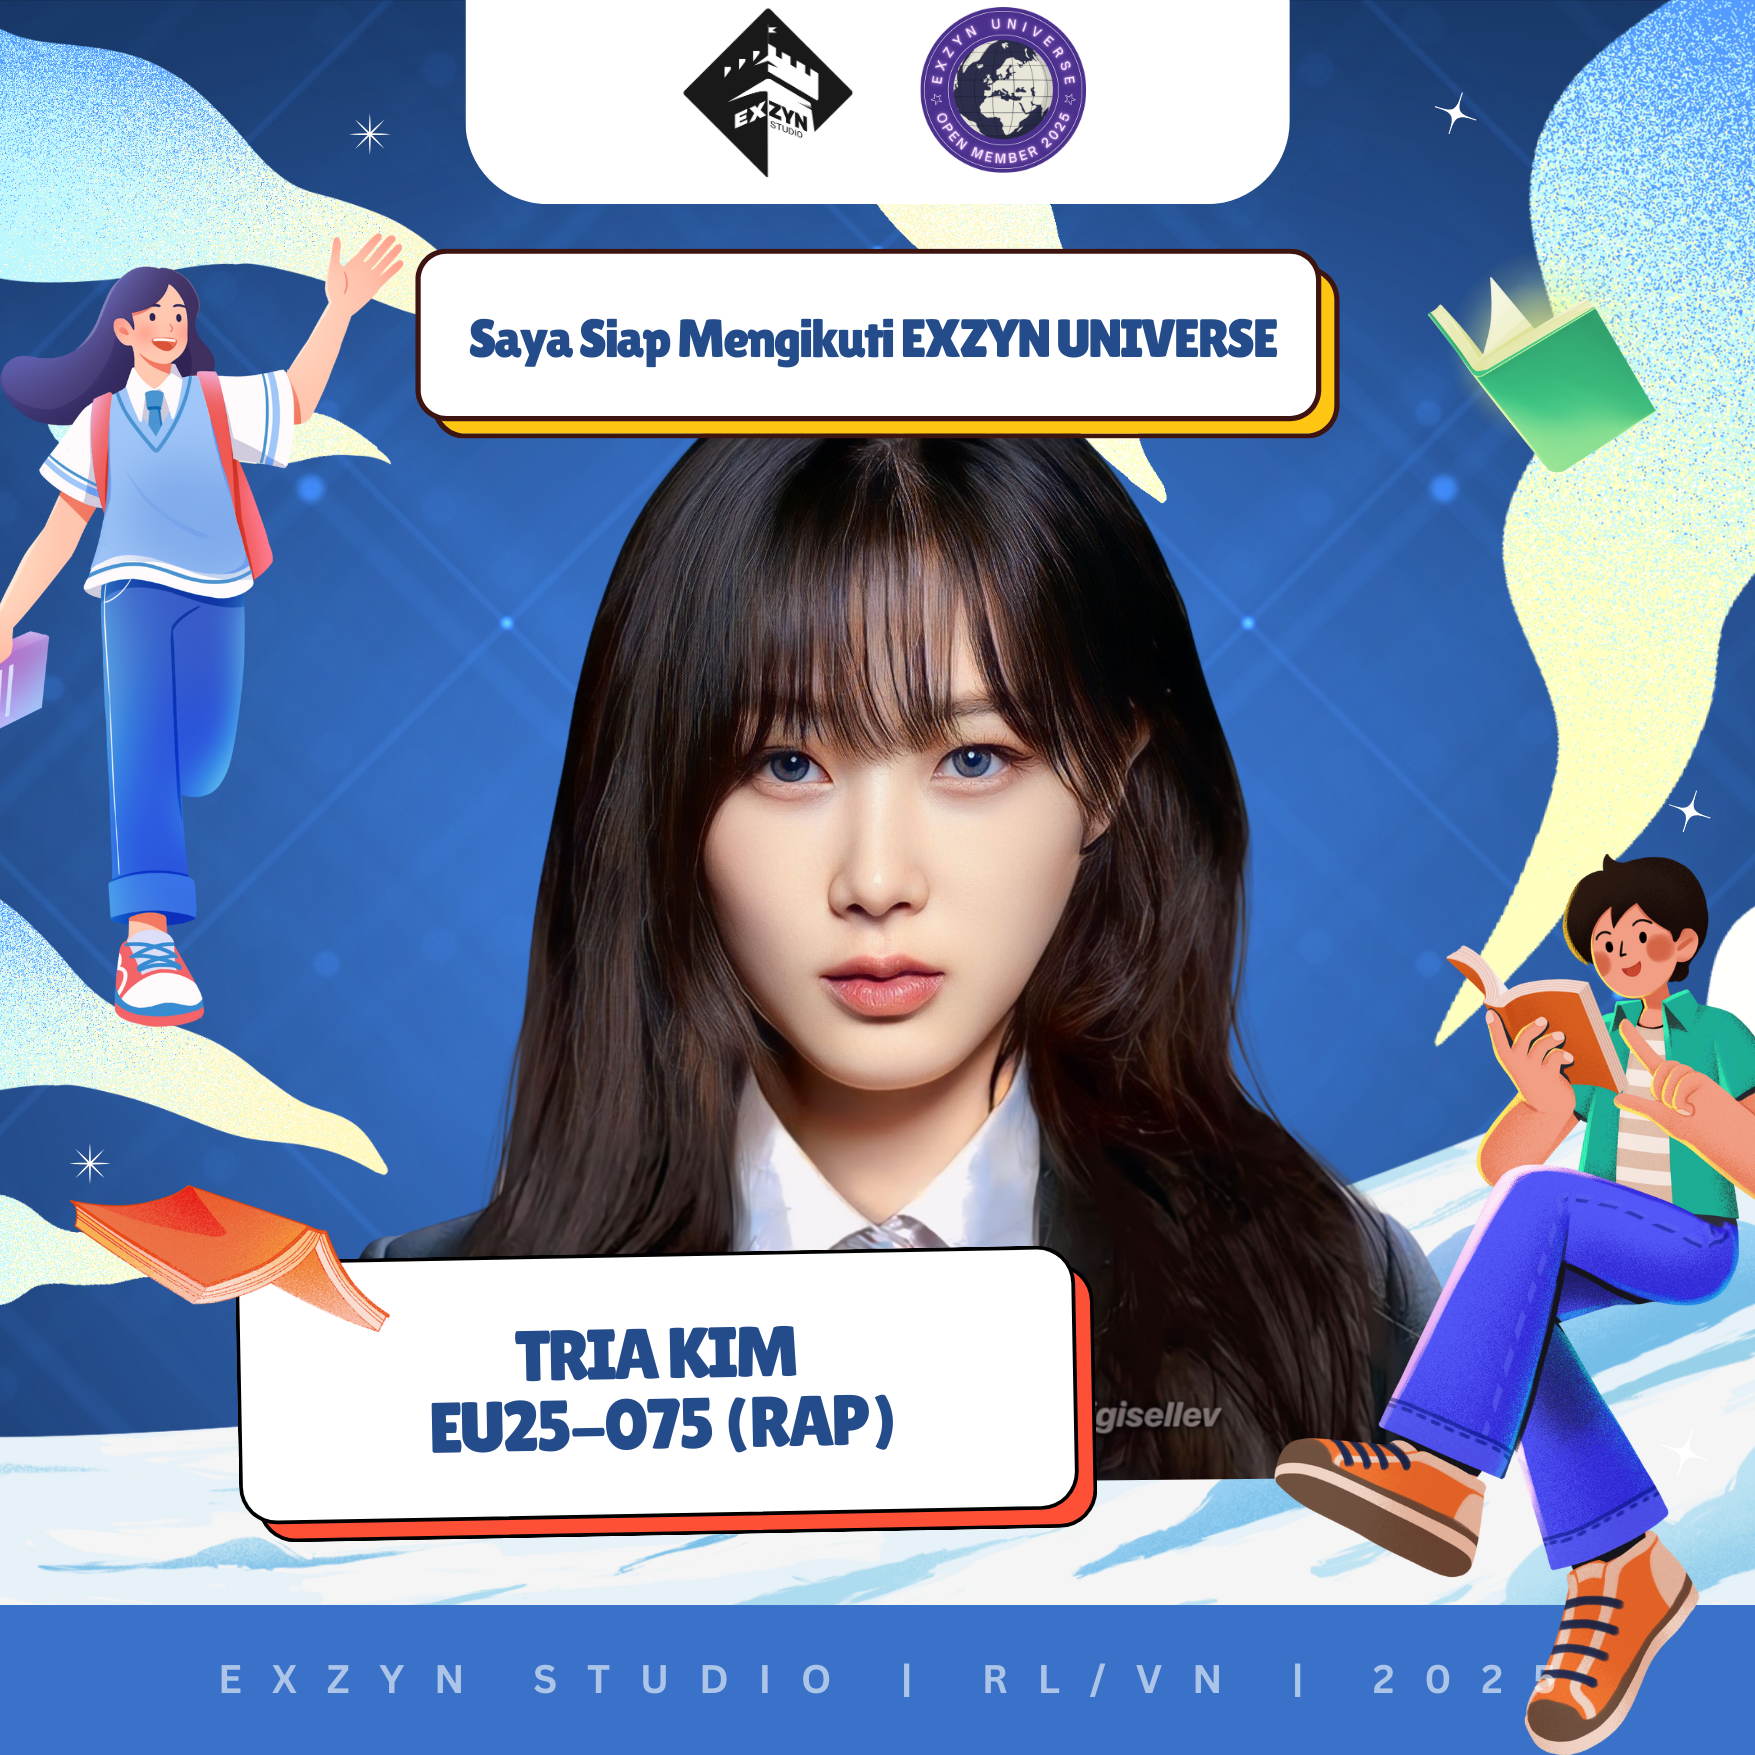 EXZYN
STUDIO
EXZYN UNIVERSE
OPEN MEMBER 2025
Saya Siap Mengikuti EXZYN UNIVERSE
TRIA KIM
EU25-075 (RAP)
gisellev
EXZYN STUDIO | RL/VN | 2025